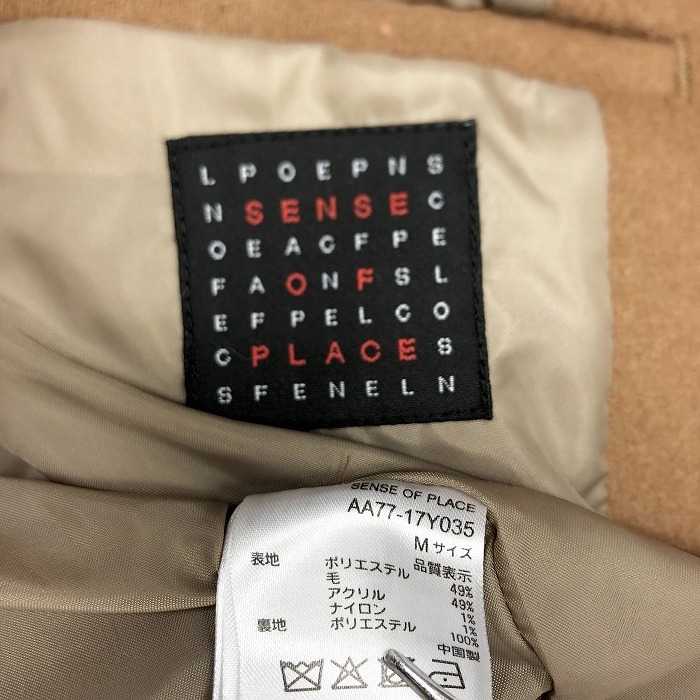 L P O E P N S
N S E N S E C
O E A C F P E
F A O N F S L
E F P E L C O
C P L A C E S
S F E N E L N
SENSE OF PLACE
AA77-17Y035
M サイズ
品質表示
表地 ポリエステル 49%
毛 49%
アクリル 1%
ナイロン 1%
裏地 ポリエステル 100%
中国製